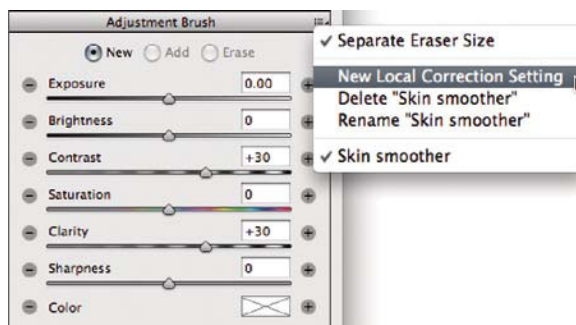 Adjustment Brush
New Add Erase
Exposure 0.00
Brightness 0
Contrast +30
Saturation 0
Clarity +30
Sharpness 0
Color
✓ Separate Eraser Size
New Local Correction Setting
Delete "Skin smoother"
Rename "Skin smoother"
✓ Skin smoother